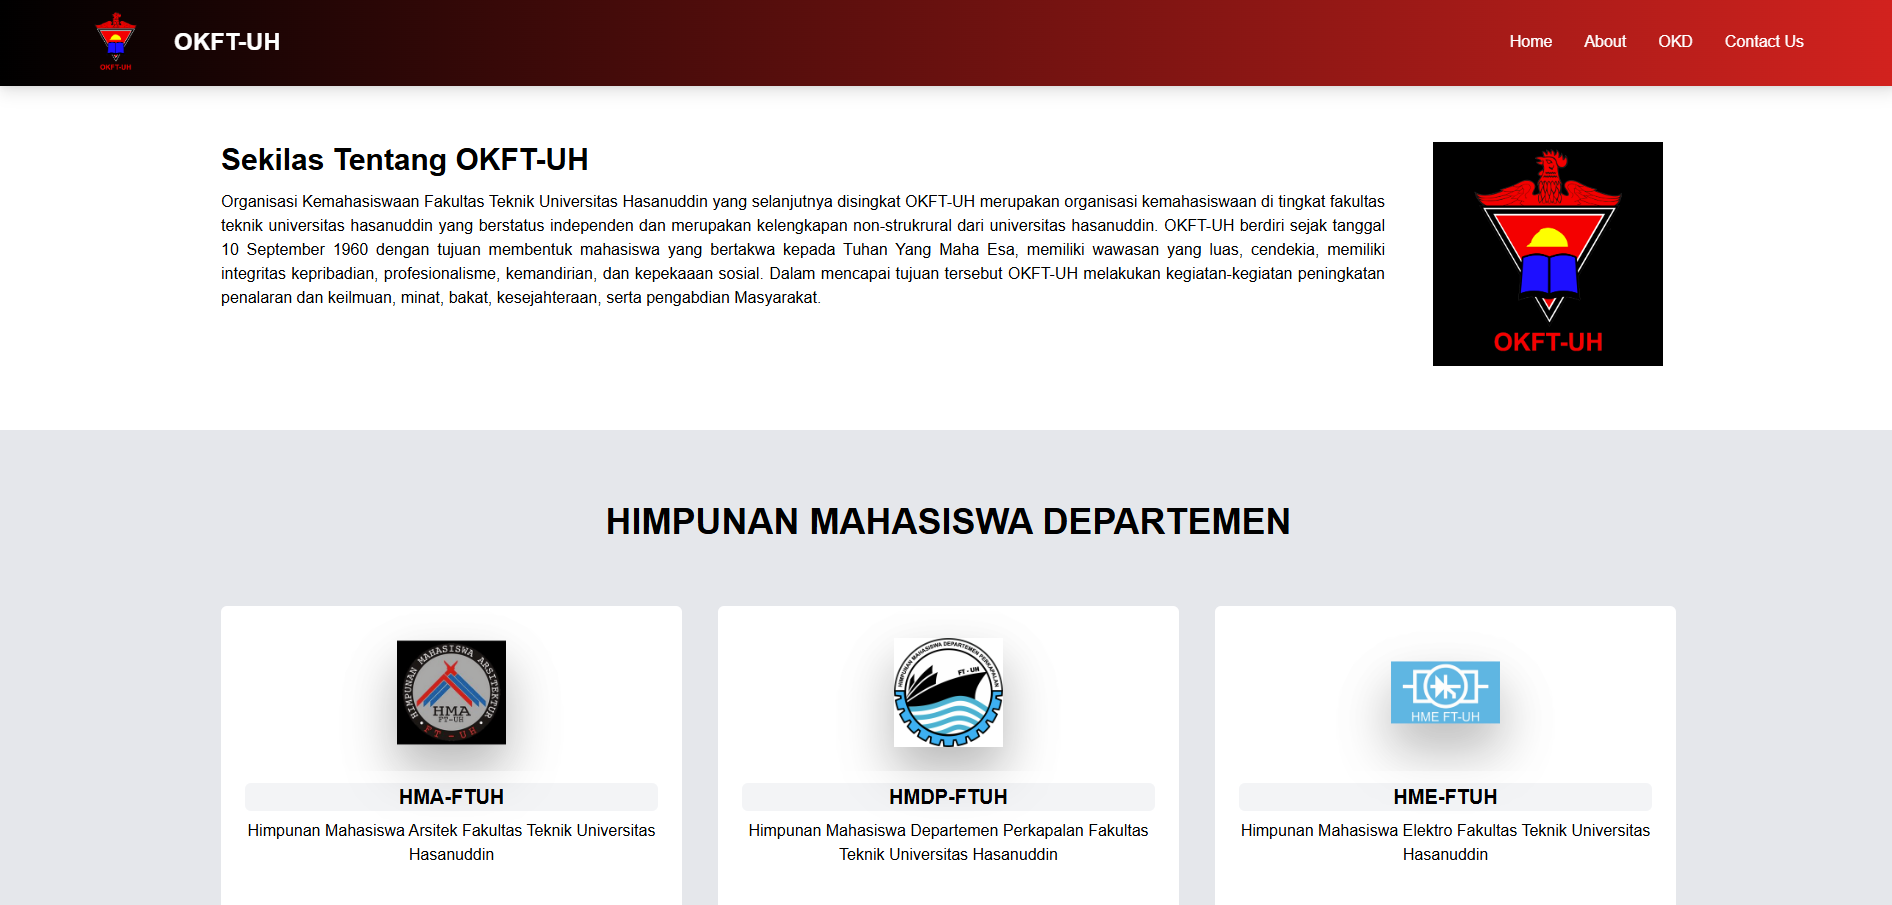 OKFT-UH
OKFT-UH
Home
About
OKD
Contact Us
Sekilas Tentang OKFT-UH
Organisasi Kemahasiswaan Fakultas Teknik Universitas Hasanuddin yang selanjutnya disingkat OKFT-UH merupakan organisasi kemahasiswaan di tingkat fakultas
teknik universitas hasanuddin yang berstatus independen dan merupakan kelengkapan non-strukrural dari universitas hasanuddin. OKFT-UH berdiri sejak tanggal
10 September 1960 dengan tujuan membentuk mahasiswa yang bertakwa kepada Tuhan Yang Maha Esa, memiliki wawasan yang luas, cendekia, memiliki
integritas kepribadian, profesionalisme, kemandirian, dan kepekaaan sosial. Dalam mencapai tujuan tersebut OKFT-UH melakukan kegiatan-kegiatan peningkatan
penalaran dan keilmuan, minat, bakat, kesejahteraan, serta pengabdian Masyarakat.
OKFT-UH
HIMPUNAN MAHASISWA DEPARTEMEN
HIMPUNAN MAHASISWA ARSITEKTUR
HMA
FT-UH
FT - UH
HMA-FTUH
Himpunan Mahasiswa Arsitek Fakultas Teknik Universitas
Hasanuddin
HIMPUNAN MAHASISWA DEPARTEMEN PERKAPALAN
FT - UH
HMDP-FTUH
Himpunan Mahasiswa Departemen Perkapalan Fakultas
Teknik Universitas Hasanuddin
HME FT-UH
HME-FTUH
Himpunan Mahasiswa Elektro Fakultas Teknik Universitas
Hasanuddin